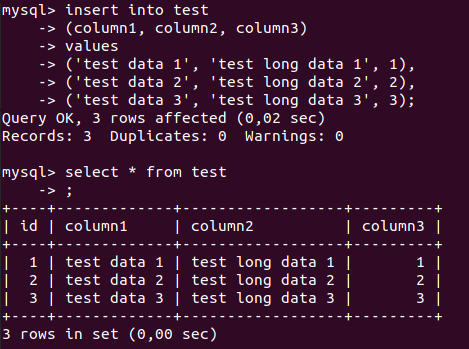 mysql> insert into test
    -> (column1, column2, column3)
    -> values
    -> ('test data 1', 'test long data 1', 1),
    -> ('test data 2', 'test long data 2', 2),
    -> ('test data 3', 'test long data 3', 3);
Query OK, 3 rows affected (0,02 sec)
Records: 3  Duplicates: 0  Warnings: 0

mysql> select * from test
    -> ;
+----+-------------+------------------+---------+
| id | column1     | column2          | column3 |
+----+-------------+------------------+---------+
|  1 | test data 1 | test long data 1 |       1 |
|  2 | test data 2 | test long data 2 |       2 |
|  3 | test data 3 | test long data 3 |       3 |
+----+-------------+------------------+---------+
3 rows in set (0,00 sec)